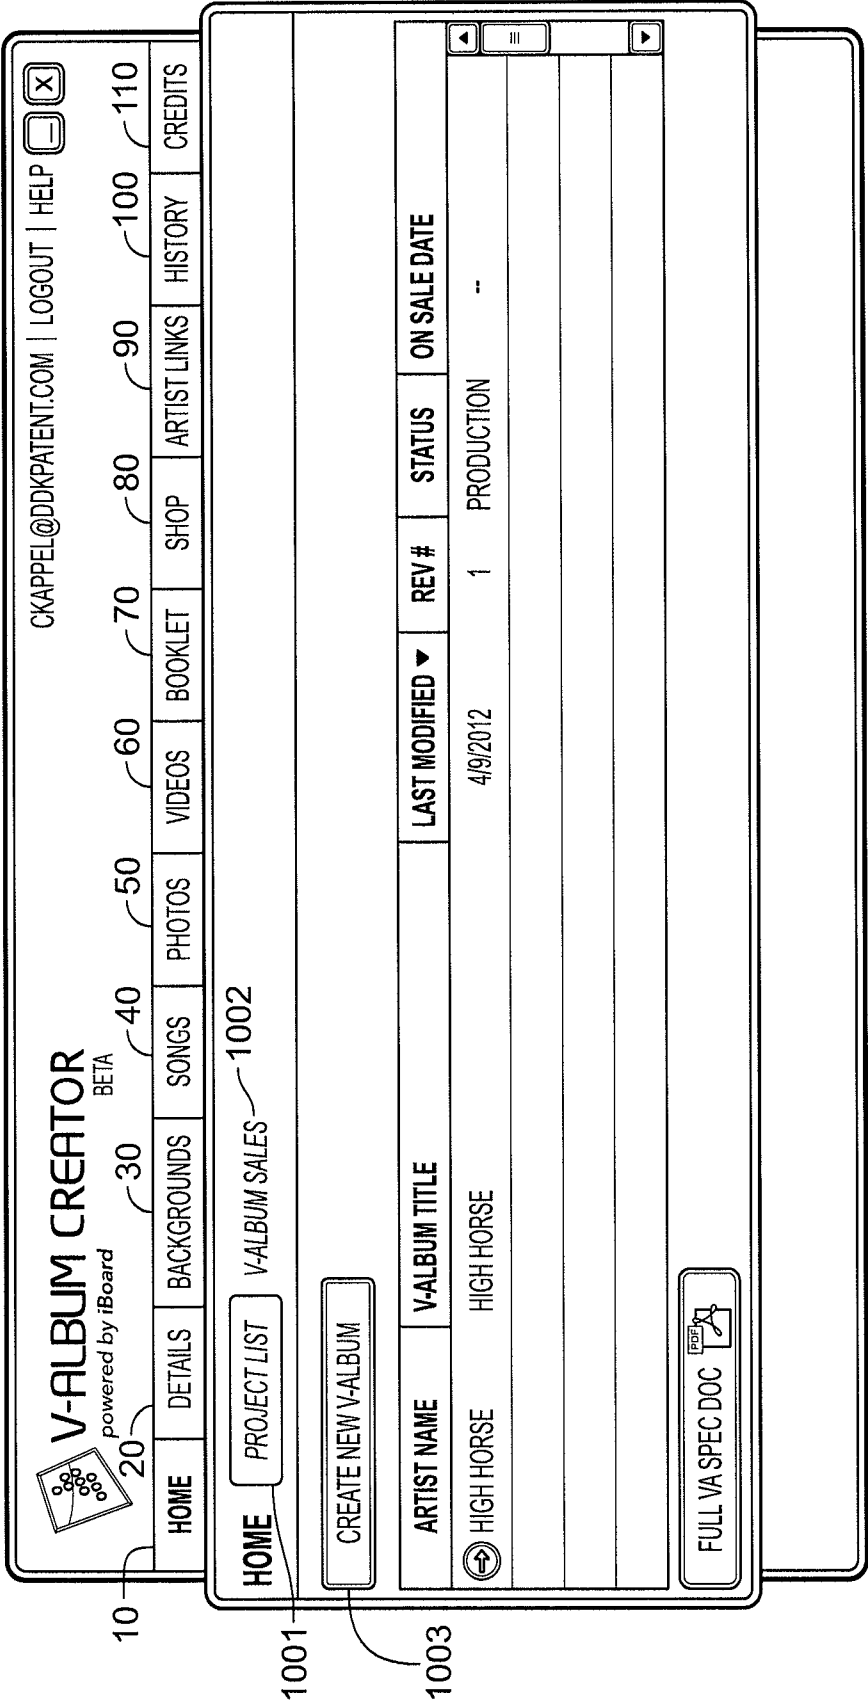 CKAPPEL@DDKPATENT.COM | LOGOUT | HELP _ X
V-ALBUM CREATOR
powered by iBoard BETA
10 20 30 40 50 60 70 80 90 100 110
HOME DETAILS BACKGROUNDS SONGS PHOTOS VIDEOS BOOKLET SHOP ARTIST LINKS HISTORY CREDITS
HOME PROJECT LIST V-ALBUM SALES 1002
1001
CREATE NEW V-ALBUM
1003
ARTIST NAME V-ALBUM TITLE LAST MODIFIED ▼ REV # STATUS ON SALE DATE
HIGH HORSE HIGH HORSE 4/9/2012 1 PRODUCTION --
FULL VA SPEC DOC PDF